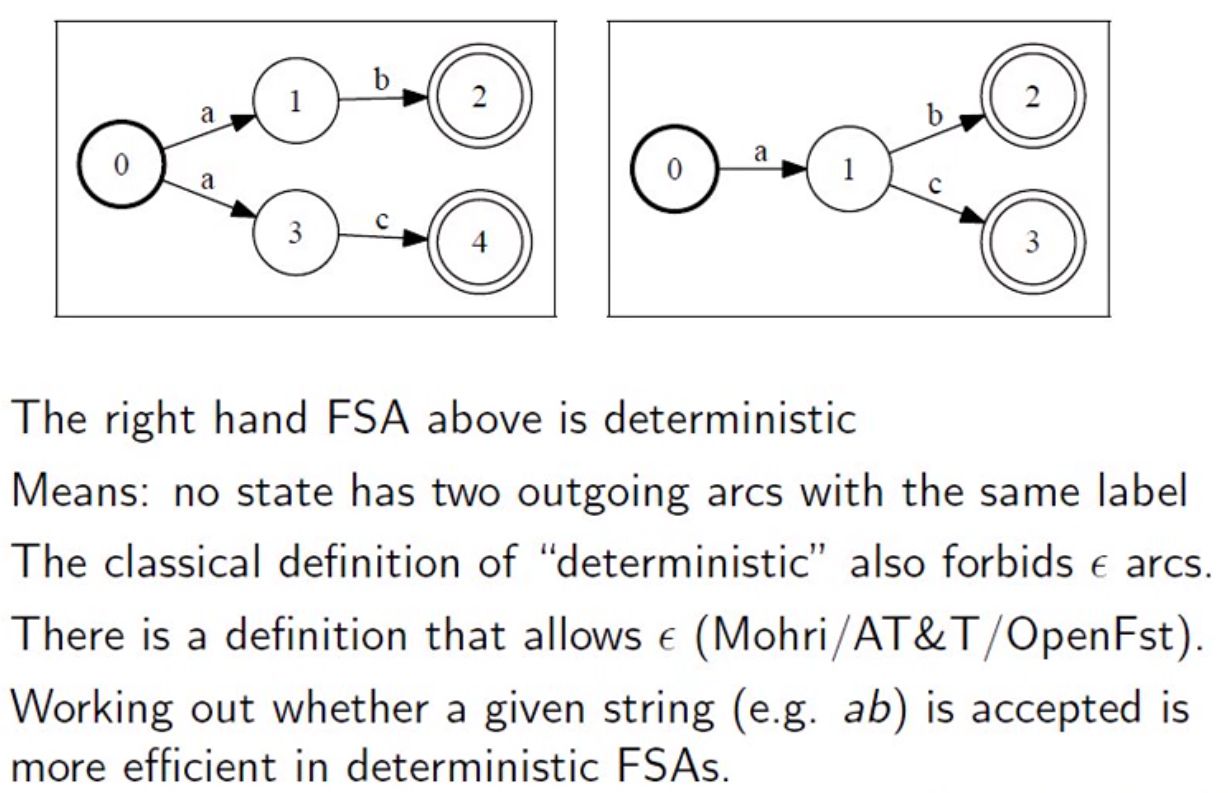 a
1
b
2
0
a
3
c
4
0
a
1
b
2
c
3
The right hand FSA above is deterministic
Means: no state has two outgoing arcs with the same label
The classical definition of “deterministic” also forbids ϵ arcs.
There is a definition that allows ϵ (Mohri/AT&T/OpenFst).
Working out whether a given string (e.g. ab) is accepted is
more efficient in deterministic FSAs.